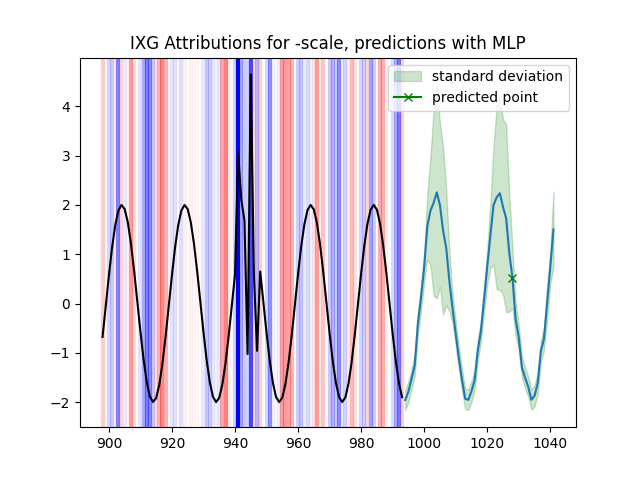 IXG Attributions for -scale, predictions with MLP
standard deviation
predicted point
4
3
2
1
0
−1
−2
900 920 940 960 980 1000 1020 1040